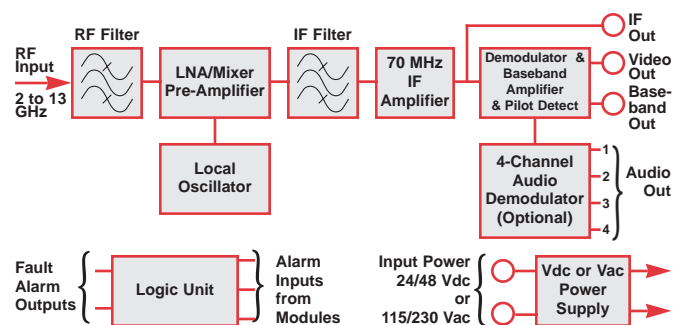 RF Filter
IF Filter
IF
Out
RF
Input
2 to 13
GHz
LNA/Mixer
Pre-Amplifier
70 MHz
IF
Amplifier
Demodulator &
Baseband
Amplifier
& Pilot Detect
Video
Out
Base-
band
Out
Local
Oscillator
4-Channel
Audio
Demodulator
(Optional)
1
2
3
4
Audio
Out
Fault
Alarm
Outputs
Logic Unit
Alarm
Inputs
from
Modules
Input Power
24/48 Vdc
or
115/230 Vac
Vdc or Vac
Power
Supply